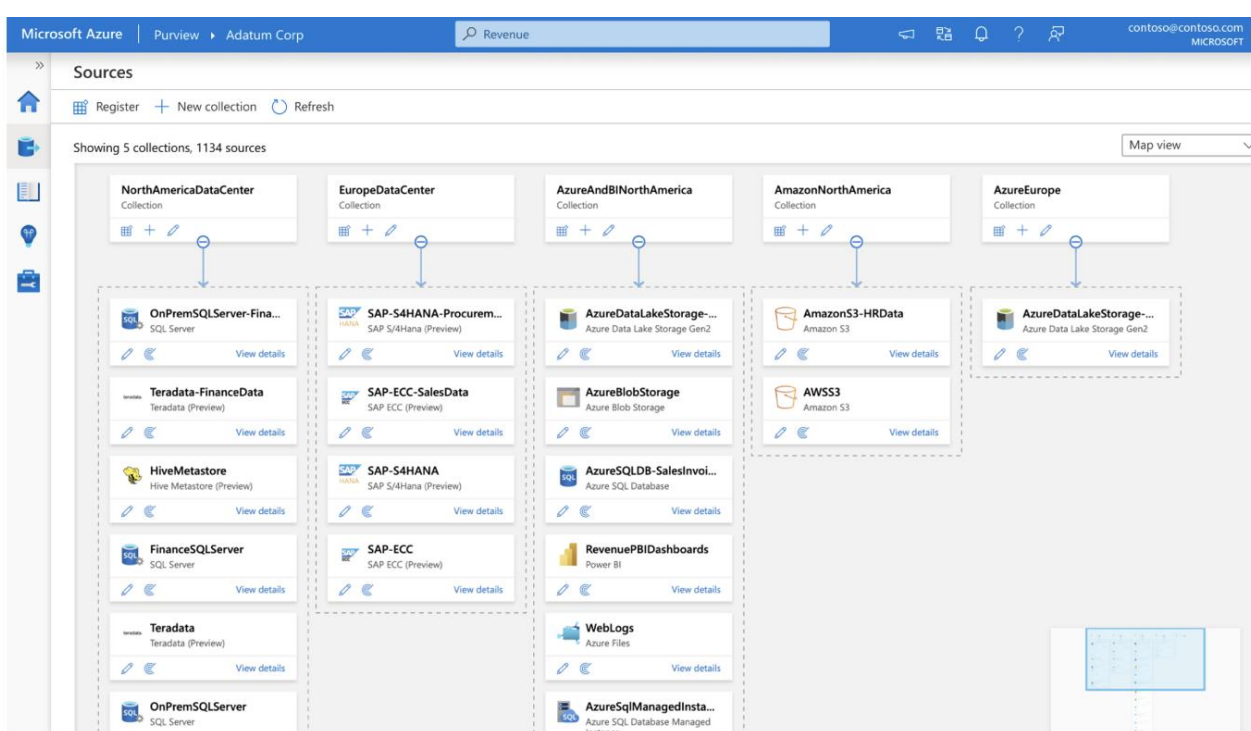 Microsoft Azure Purview ▸ Adatum Corp Revenue contoso@contoso.com
MICROSOFT
Sources
Register New collection Refresh
Showing 5 collections, 1134 sources Map view
NorthAmericaDataCenter
Collection
EuropeDataCenter
Collection
AzureAndBINorthAmerica
Collection
AmazonNorthAmerica
Collection
AzureEurope
Collection
OnPremSQLServer-Fina...
SQL Server
View details
Teradata-FinanceData
Teradata (Preview)
View details
HiveMetastore
Hive Metastore (Preview)
View details
FinanceSQLServer
SQL Server
View details
Teradata
Teradata (Preview)
View details
OnPremSQLServer
SQL Server
SAP-S4HANA-Procurem...
SAP S/4Hana (Preview)
View details
SAP-ECC-SalesData
SAP ECC (Preview)
View details
SAP-S4HANA
SAP S/4Hana (Preview)
View details
SAP-ECC
SAP ECC (Preview)
View details
AzureDataLakeStorage-...
Azure Data Lake Storage Gen2
View details
AzureBlobStorage
Azure Blob Storage
View details
AzureSQLDB-SalesInvoi...
Azure SQL Database
View details
RevenuePBIDashboards
Power BI
View details
WebLogs
Azure Files
View details
AzureSqlManagedInsta...
Azure SQL Database Managed
AmazonS3-HRData
Amazon S3
View details
AWSS3
Amazon S3
View details
AzureDataLakeStorage-...
Azure Data Lake Storage Gen2
View details